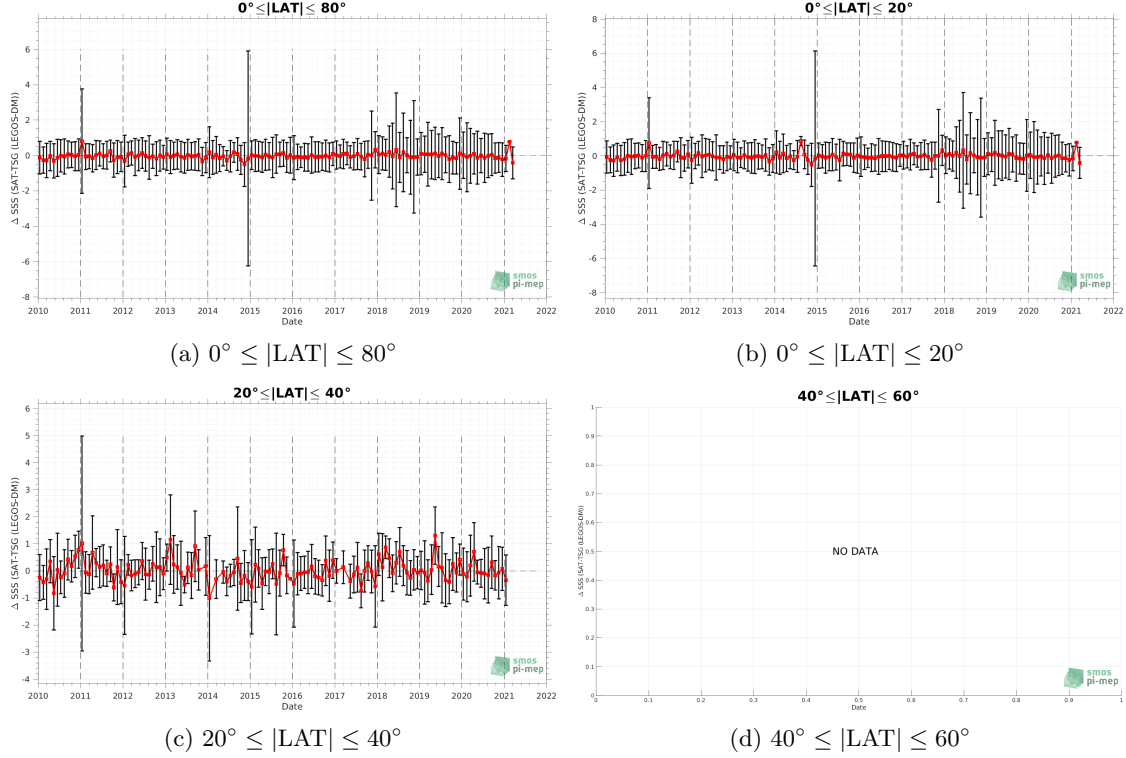 0°≤|LAT|≤ 80°
Δ SSS (SAT-TSG (LEGOS-DM))
6
4
2
0
-2
-4
-6
-8
2010 2011 2012 2013 2014 2015 2016 2017 2018 2019 2020 2021 2022
Date
smos
pi-mep
(a) 0° ≤ |LAT| ≤ 80°
0°≤|LAT|≤ 20°
Δ SSS (SAT-TSG (LEGOS-DM))
8
6
4
2
0
-2
-4
-6
-8
2010 2011 2012 2013 2014 2015 2016 2017 2018 2019 2020 2021 2022
Date
smos
pi-mep
(b) 0° ≤ |LAT| ≤ 20°
20°≤|LAT|≤ 40°
Δ SSS (SAT-TSG (LEGOS-DM))
6
5
4
3
2
1
0
-1
-2
-3
-4
2010 2011 2012 2013 2014 2015 2016 2017 2018 2019 2020 2021 2022
Date
smos
pi-mep
(c) 20° ≤ |LAT| ≤ 40°
40°≤|LAT|≤ 60°
Δ SSS (SAT-TSG (LEGOS-DM))
1
0.9
0.8
0.7
0.6
0.5
0.4
0.3
0.2
0.1
0
NO DATA
0 0.1 0.2 0.3 0.4 0.5 0.6 0.7 0.8 0.9 1
Date
smos
pi-mep
(d) 40° ≤ |LAT| ≤ 60°